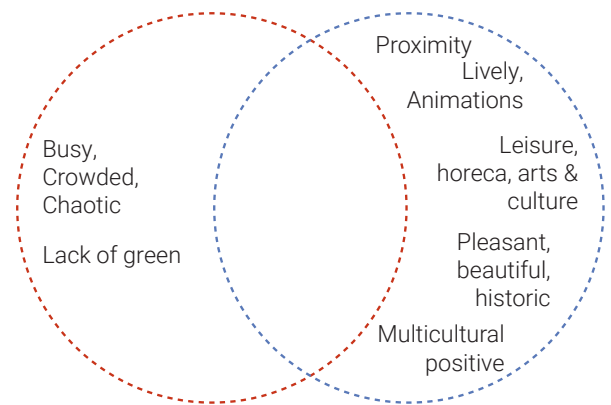 Busy,
Crowded,
Chaotic
Lack of green
Proximity
Lively,
Animations
Leisure,
horeca, arts &
culture
Pleasant,
beautiful,
historic
Multicultural
positive